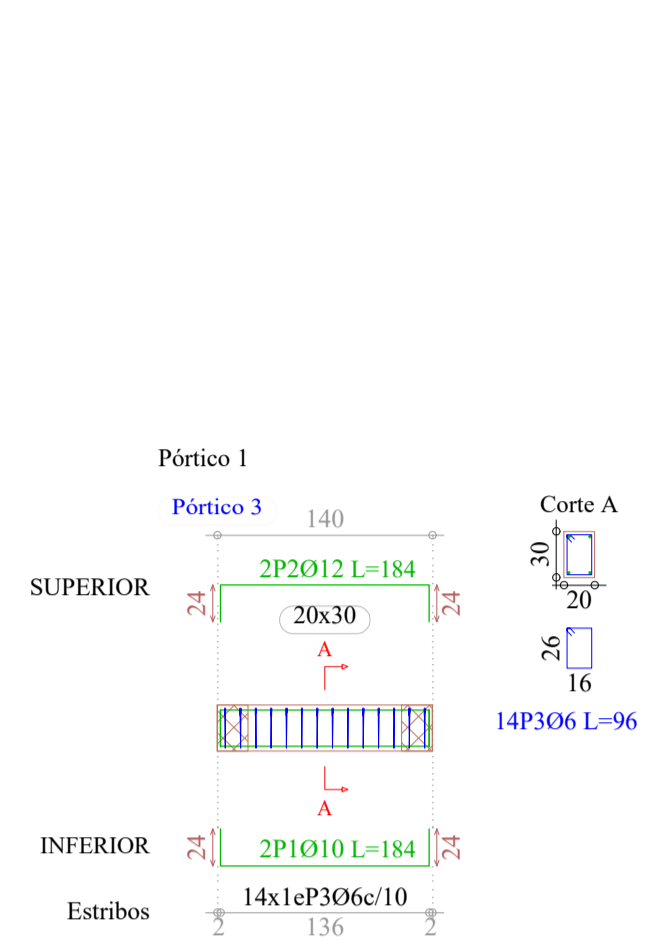 Pórtico 1
Pórtico 3
Corte A
140
2P2Ø12 L=184
SUPERIOR
24
24
30
20
20x30
A
26
16
14P3Ø6 L=96
A
INFERIOR
24
2P1Ø10 L=184
24
14x1eP3Ø6c/10
Estribos
2
136
2